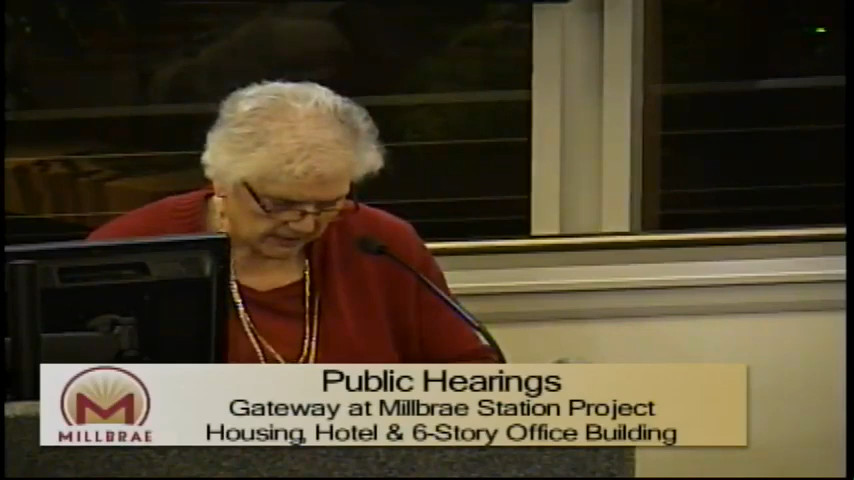 Public Hearings
Gateway at Millbrae Station Project
Housing, Hotel & 6-Story Office Building
M
MILLBRAE